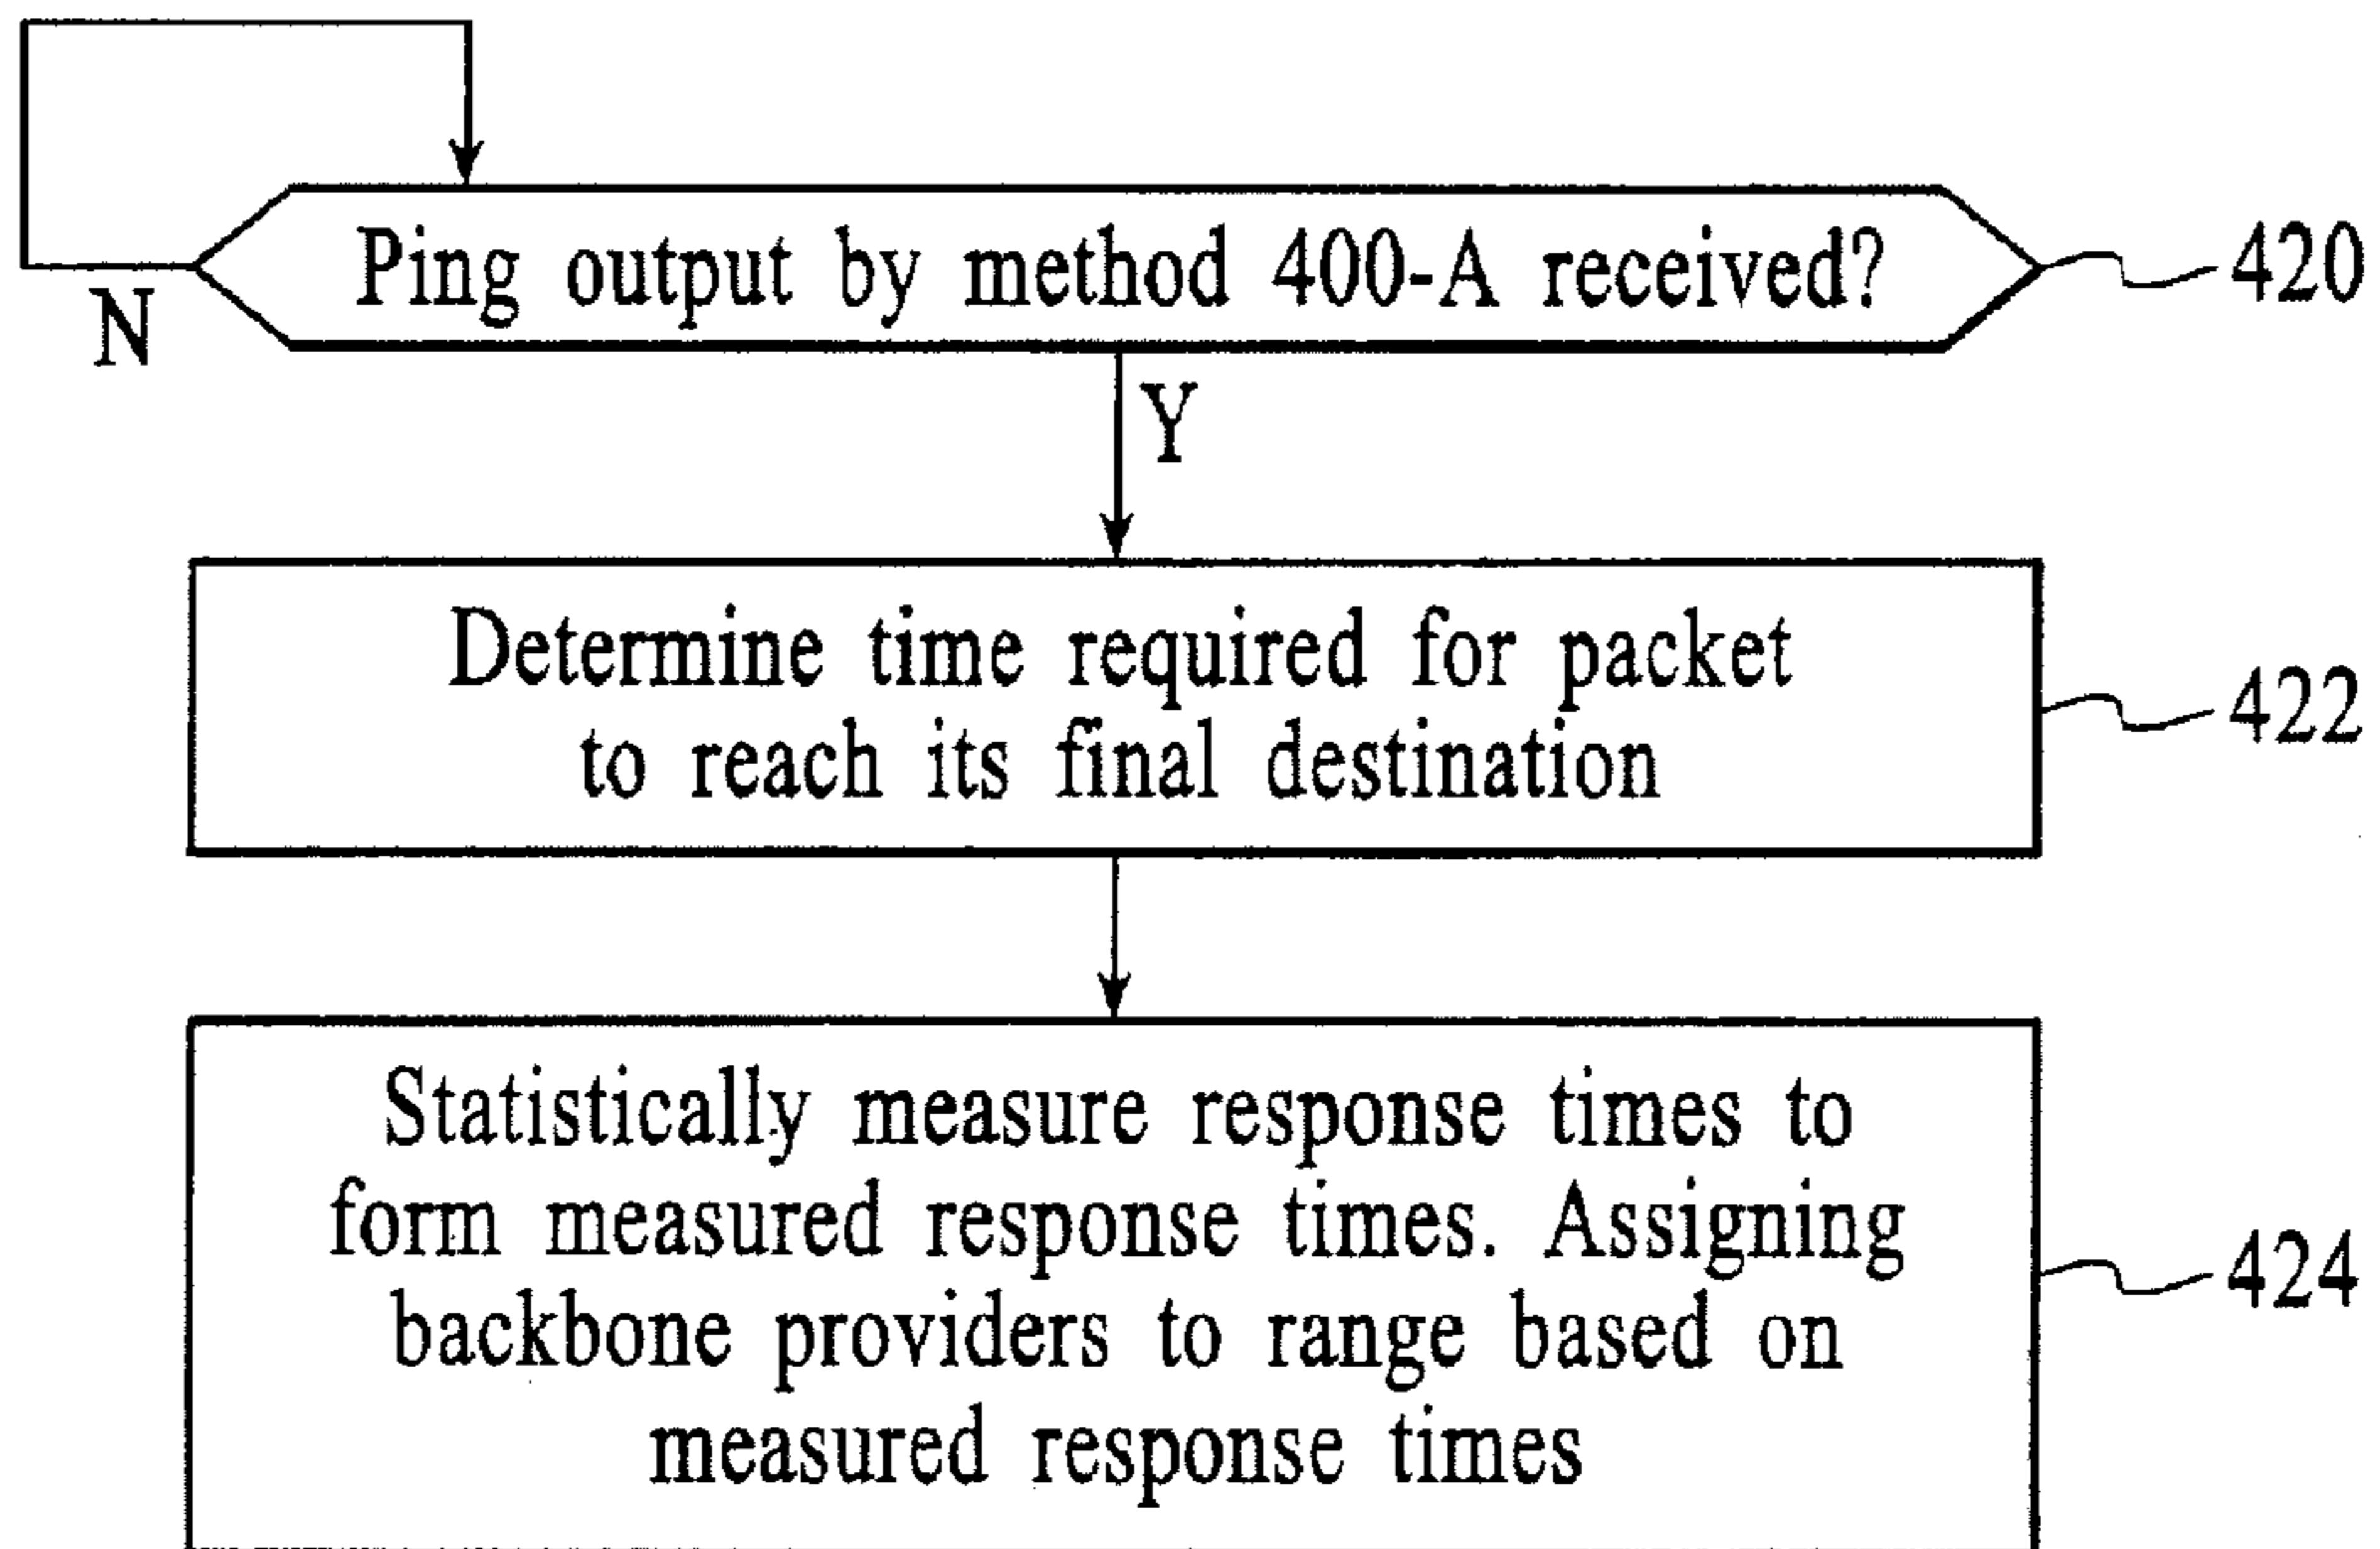 Ping output by method 400-A received?
420
N
Y
Determine time required for packet
to reach its final destination
422
Statistically measure response times to
form measured response times. Assigning
backbone providers to range based on
measured response times
424